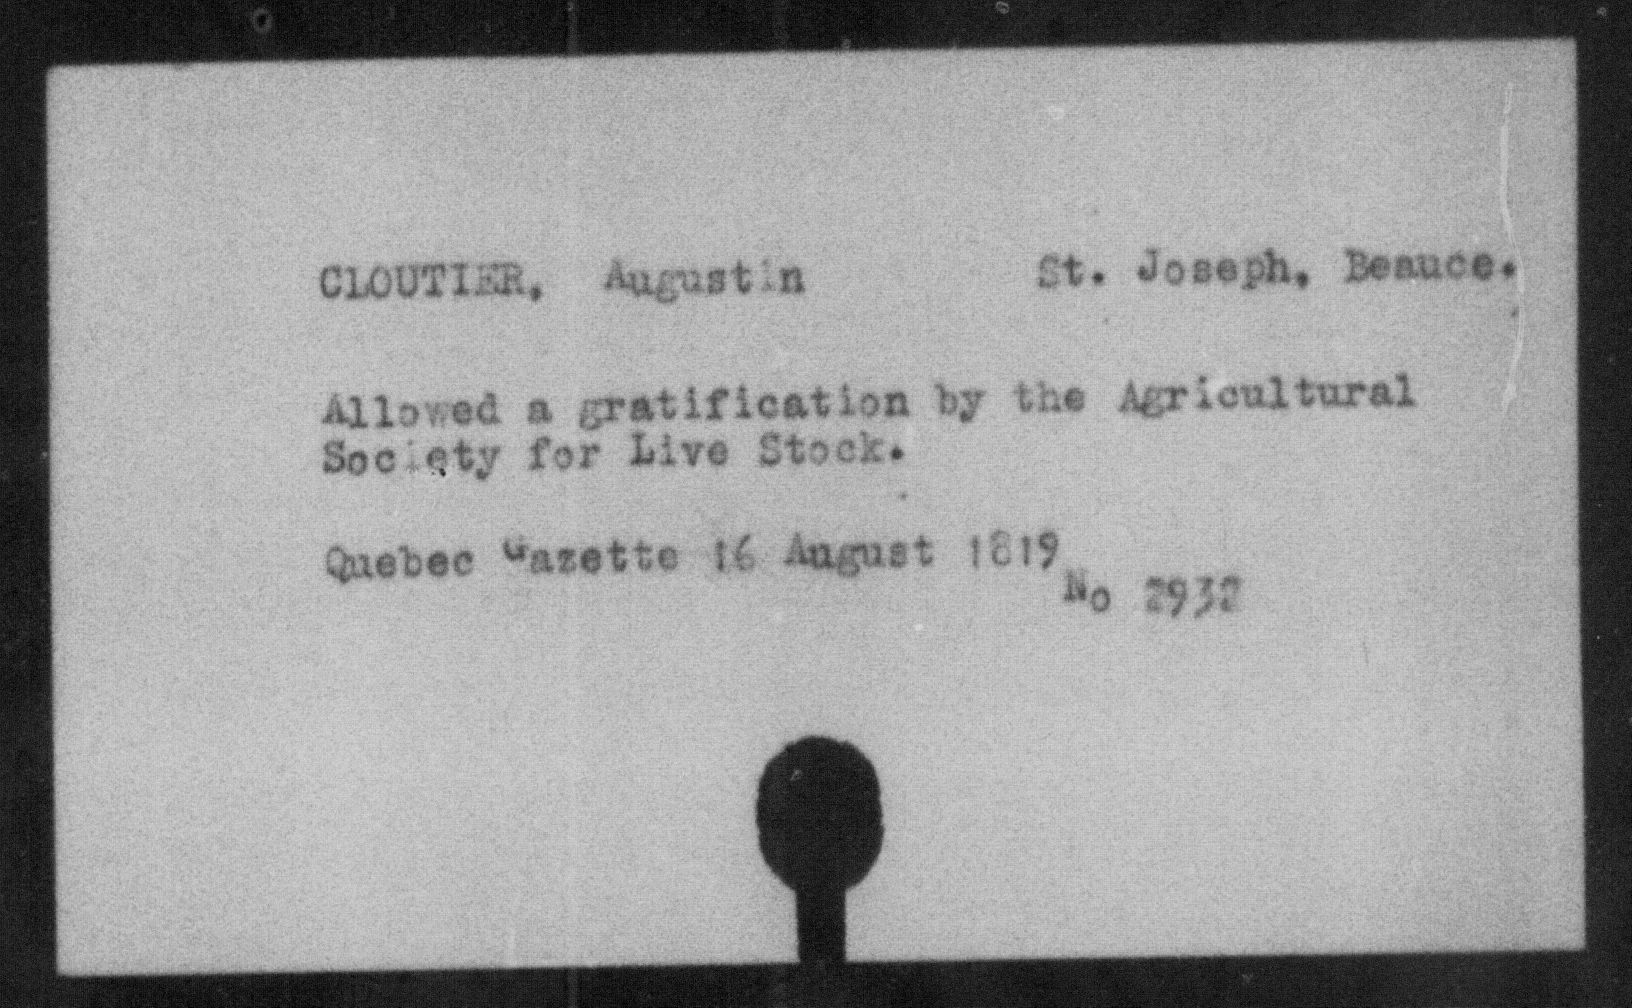 CLOUTIER, Augustin St. Joseph, Beauce.
Allowed a gratification by the Agricultural
Society for Live Stock.
Quebec Gazette 16 August 1819
No 2932